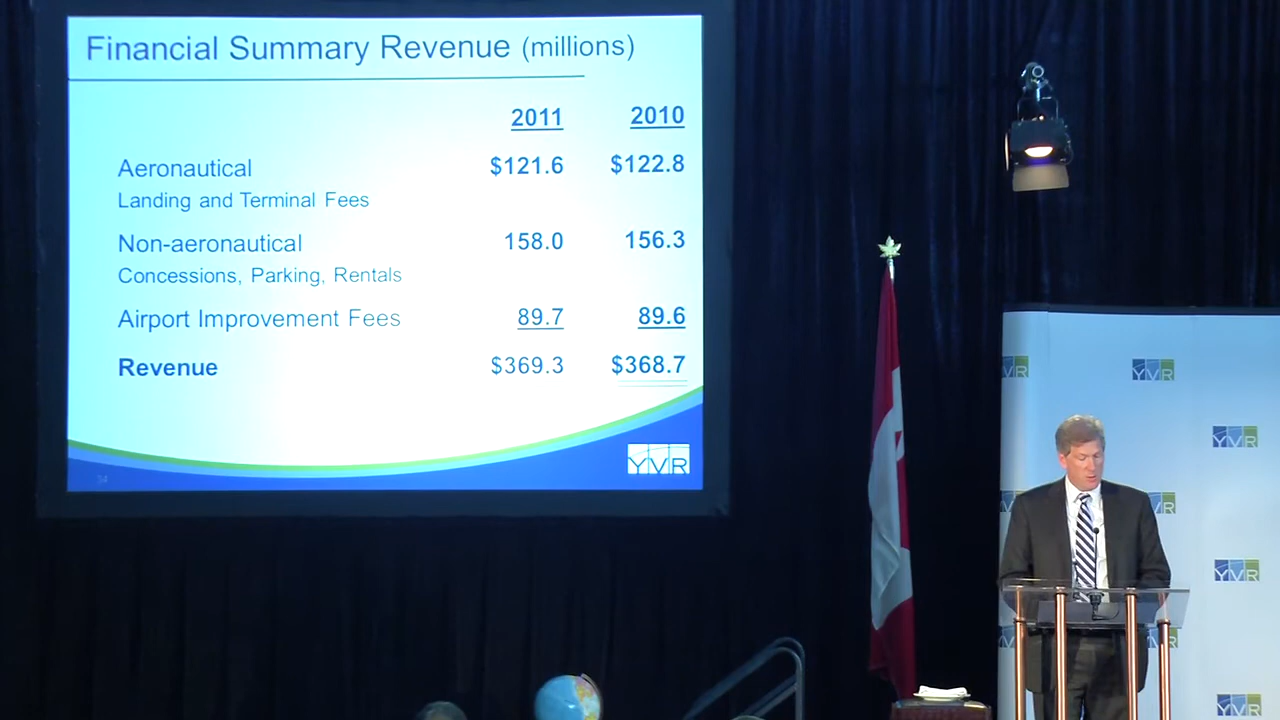 Financial Summary Revenue (millions)
2011 2010
Aeronautical $121.6 $122.8
Landing and Terminal Fees
Non-aeronautical 158.0 156.3
Concessions, Parking, Rentals
Airport Improvement Fees 89.7 89.6
Revenue $369.3 $368.7
YVR
34
YVR
YVR
YVR
YVR
YVR
YVR